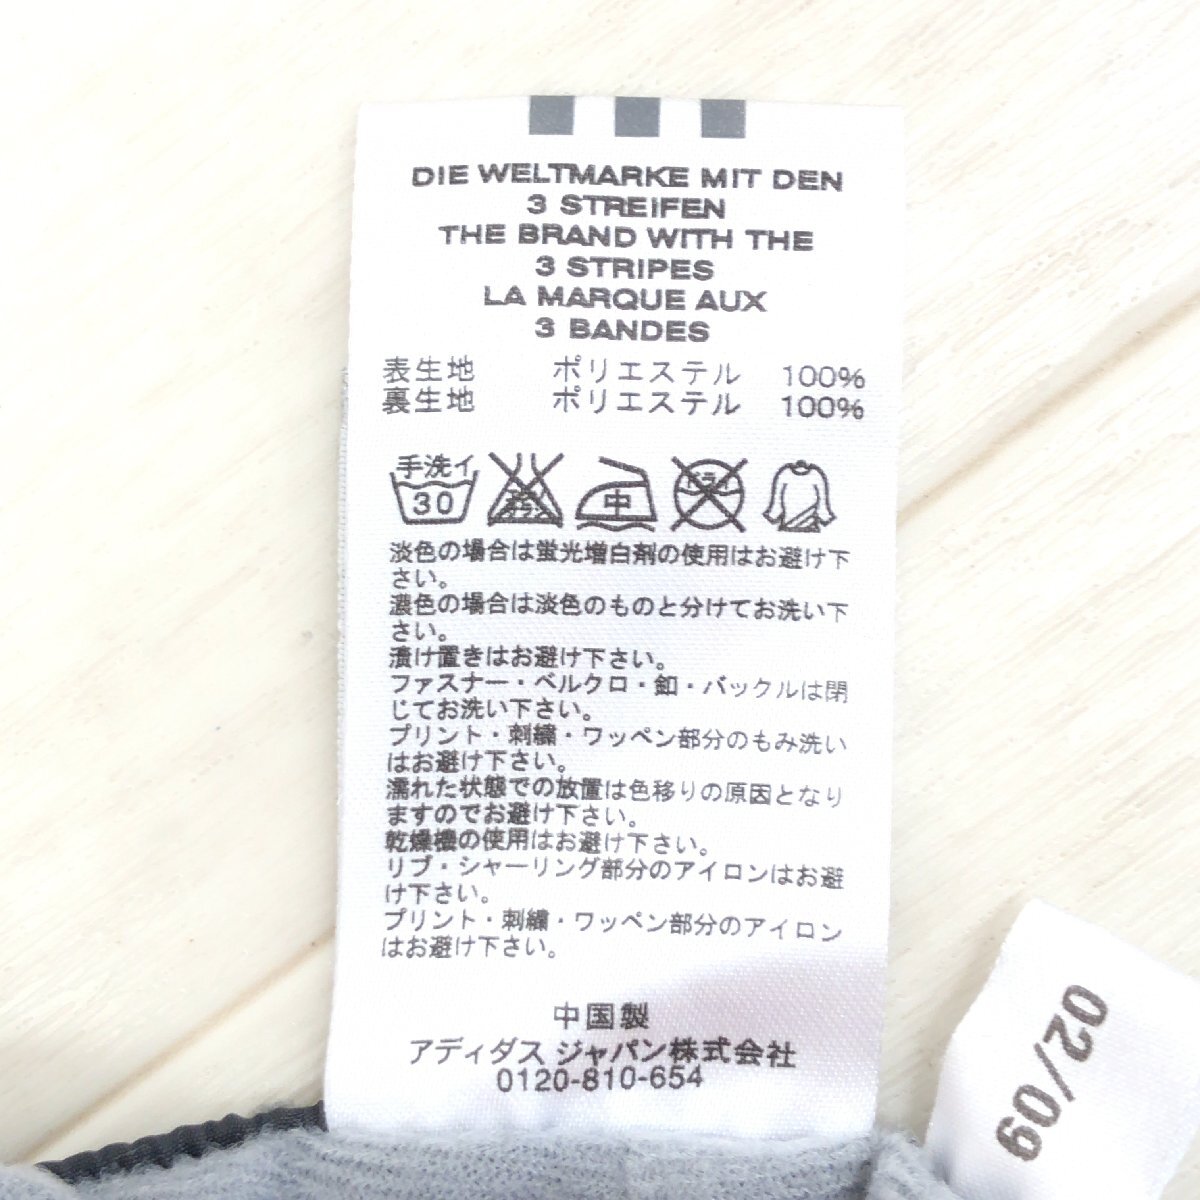 DIE WELTMARKE MIT DEN
3 STREIFEN
THE BRAND WITH THE
3 STRIPES
LA MARQUE AUX
3 BANDES
表生地 ポリエステル 100%
裏生地 ポリエステル 100%
手洗イ
30
エンソ
サラシ
中
ドライ
淡色の場合は蛍光増白剤の使用はお避け下
さい。
濃色の場合は淡色のものと分けてお洗い下
さい。
漬け置きはお避け下さい。
ファスナー・ベルクロ・釦・バックルは閉
じてお洗い下さい。
プリント・刺繍・ワッペン部分のもみ洗い
はお避け下さい。
濡れた状態での放置は色移りの原因となり
ますのでお避け下さい。
乾燥機の使用はお避け下さい。
リブ・シャーリング部分のアイロンはお避
け下さい。
プリント・刺繍・ワッペン部分のアイロン
はお避け下さい。
中国製
アディダス ジャパン株式会社
0120-810-654
02/09